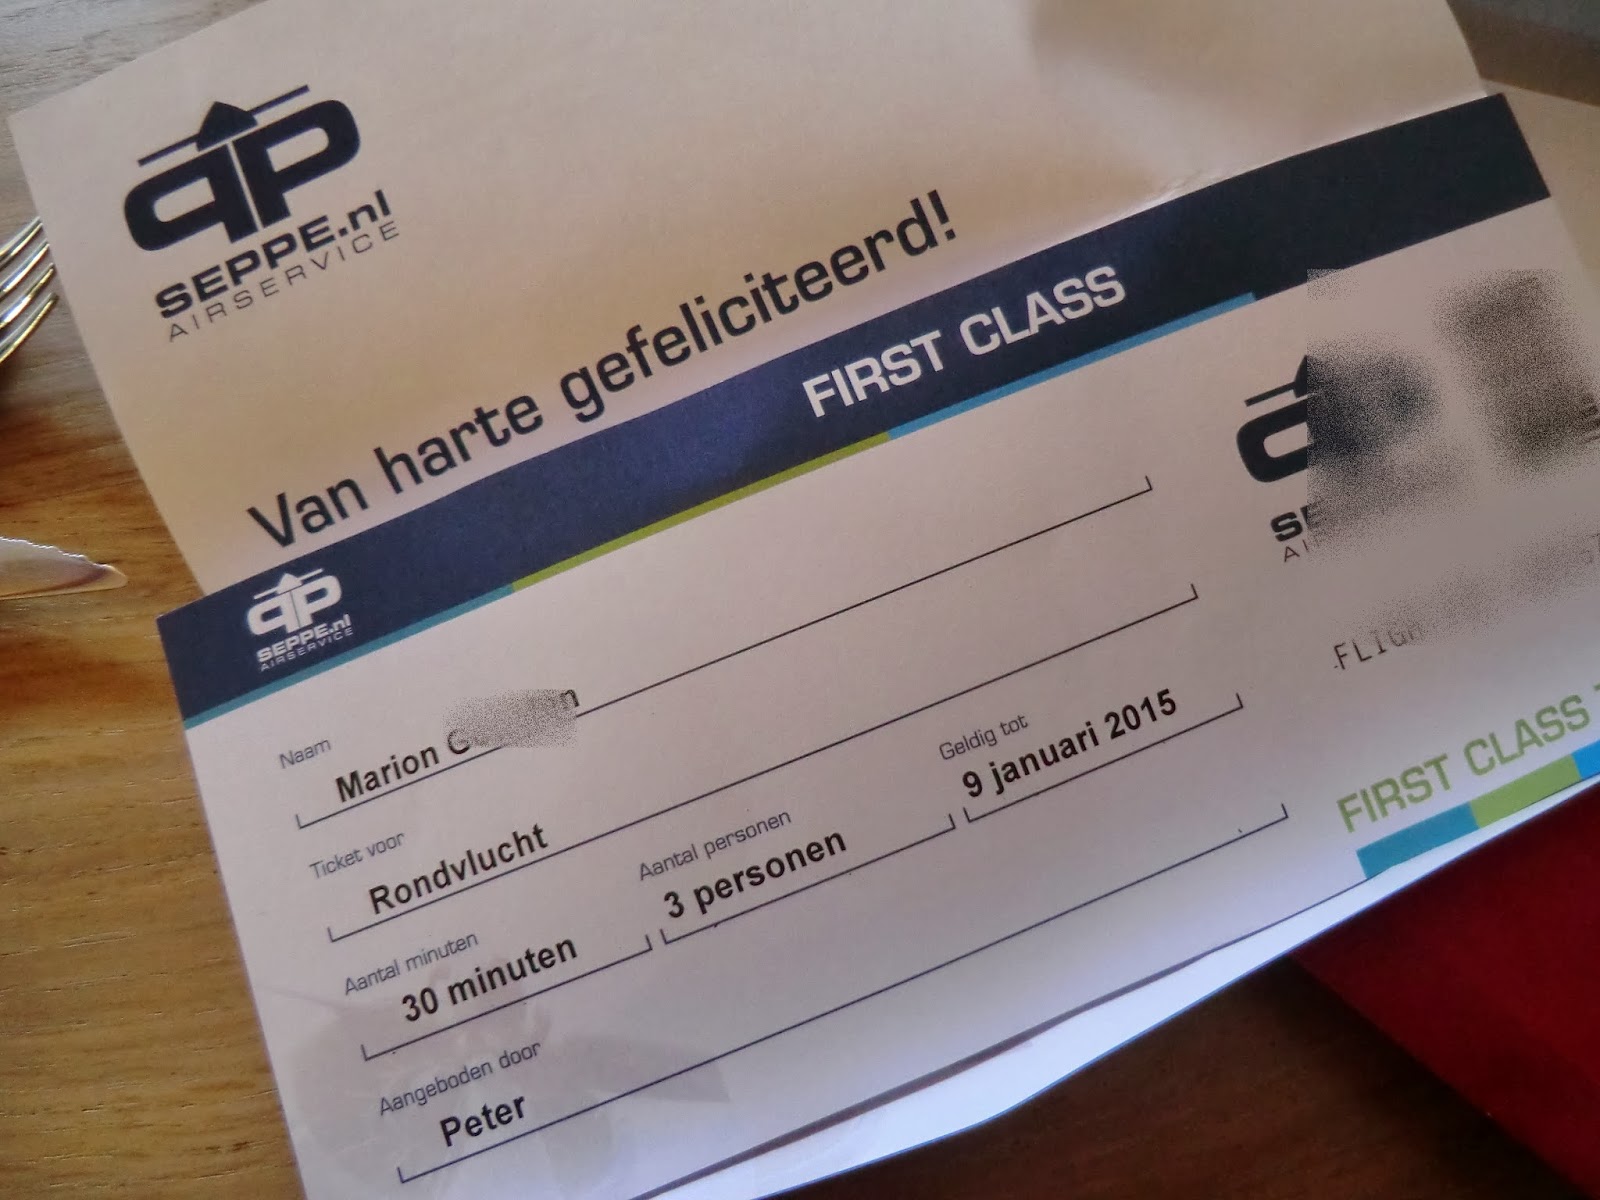 SEPPE.nl
AIRSERVICE
Van harte gefeliciteerd!
FIRST CLASS
SEPPE.nl
AIRSERVICE
Naam
Marion
Ticket voor
Rondvlucht
Aantal minuten
30 minuten
Aantal personen
3 personen
Geldig tot
9 januari 2015
Aangeboden door
Peter
FIRST CLASS